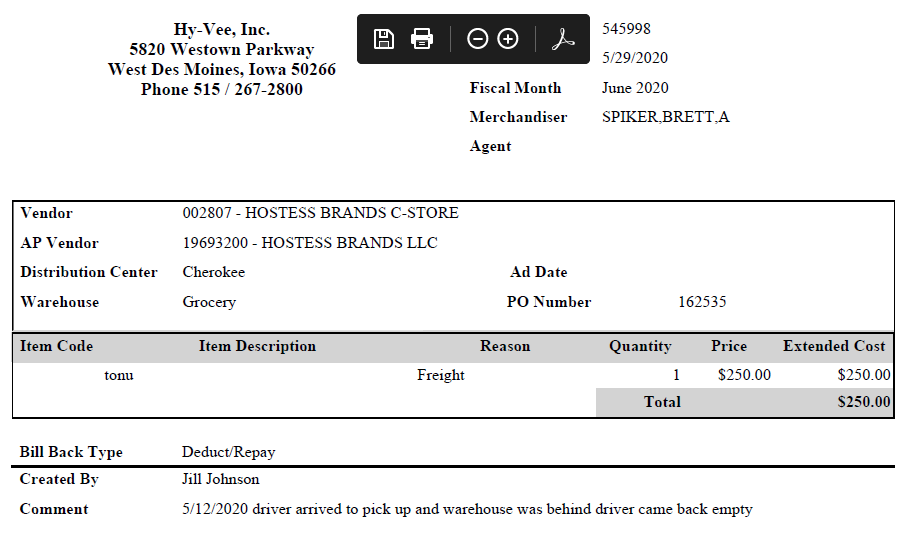 Hy-Vee, Inc.
5820 Westown Parkway
West Des Moines, Iowa 50266
Phone 515 / 267-2800
545998
5/29/2020
Fiscal Month June 2020
Merchandiser SPIKER,BRETT,A
Agent
Vendor 002807 - HOSTESS BRANDS C-STORE
AP Vendor 19693200 - HOSTESS BRANDS LLC
Distribution Center Cherokee Ad Date
Warehouse Grocery PO Number 162535
Item Code Item Description Reason Quantity Price Extended Cost
tonu Freight 1 $250.00 $250.00
Total $250.00
Bill Back Type Deduct/Repay
Created By Jill Johnson
Comment 5/12/2020 driver arrived to pick up and warehouse was behind driver came back empty